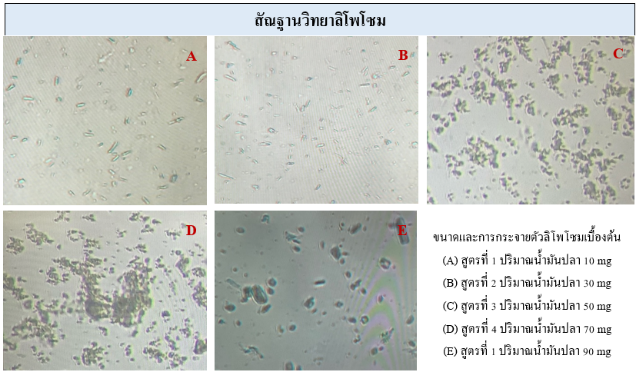 สัณฐานวิทยาลิโพโซม
A
B
C
D
E
ขนาดและการกระจายตัวลิโพโซมเบื้องต้น
(A) สูตรที่ 1 ปริมาณน้ำมันปลา 10 mg
(B) สูตรที่ 2 ปริมาณน้ำมันปลา 30 mg
(C) สูตรที่ 3 ปริมาณน้ำมันปลา 50 mg
(D) สูตรที่ 4 ปริมาณน้ำมันปลา 70 mg
(E) สูตรที่ 1 ปริมาณน้ำมันปลา 90 mg